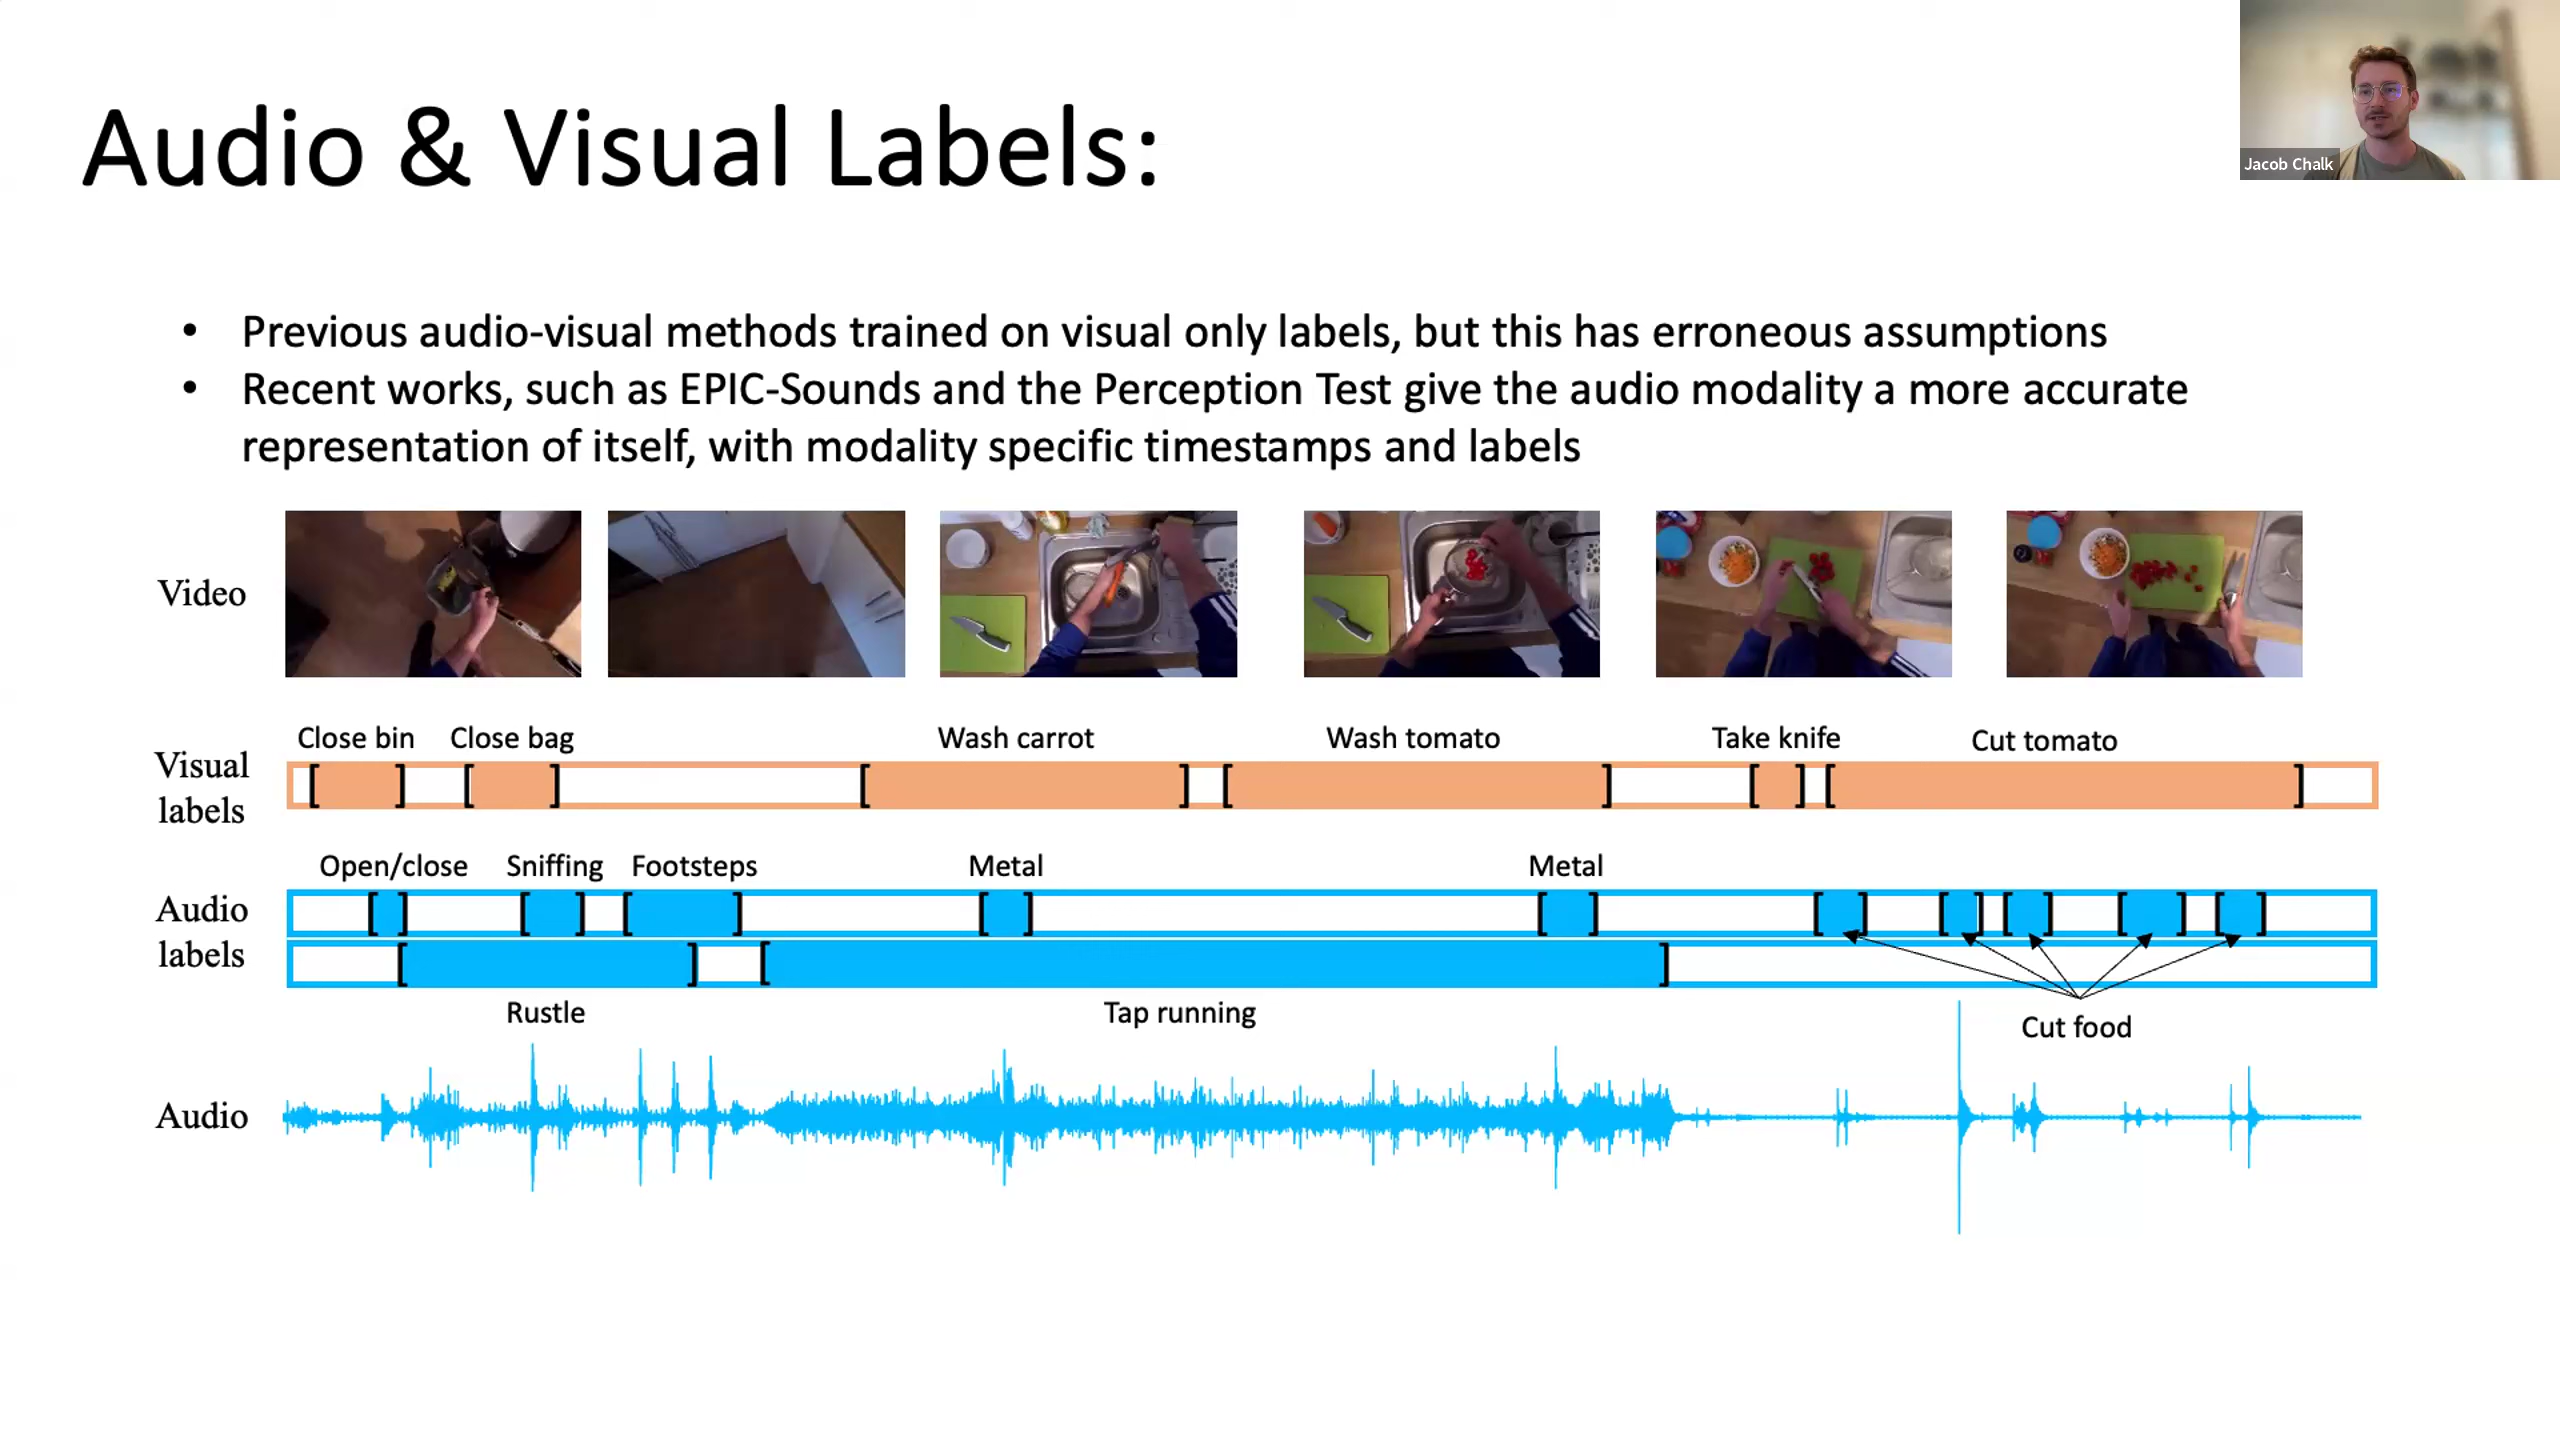 Jacob Chalk
Audio & Visual Labels:
• Previous audio-visual methods trained on visual only labels, but this has erroneous assumptions
• Recent works, such as EPIC-Sounds and the Perception Test give the audio modality a more accurate
representation of itself, with modality specific timestamps and labels
Video
Close bin Close bag Wash carrot Wash tomato Take knife Cut tomato
Visual
labels
Open/close Sniffing Footsteps Metal Metal
Audio
labels
Rustle Tap running Cut food
Audio